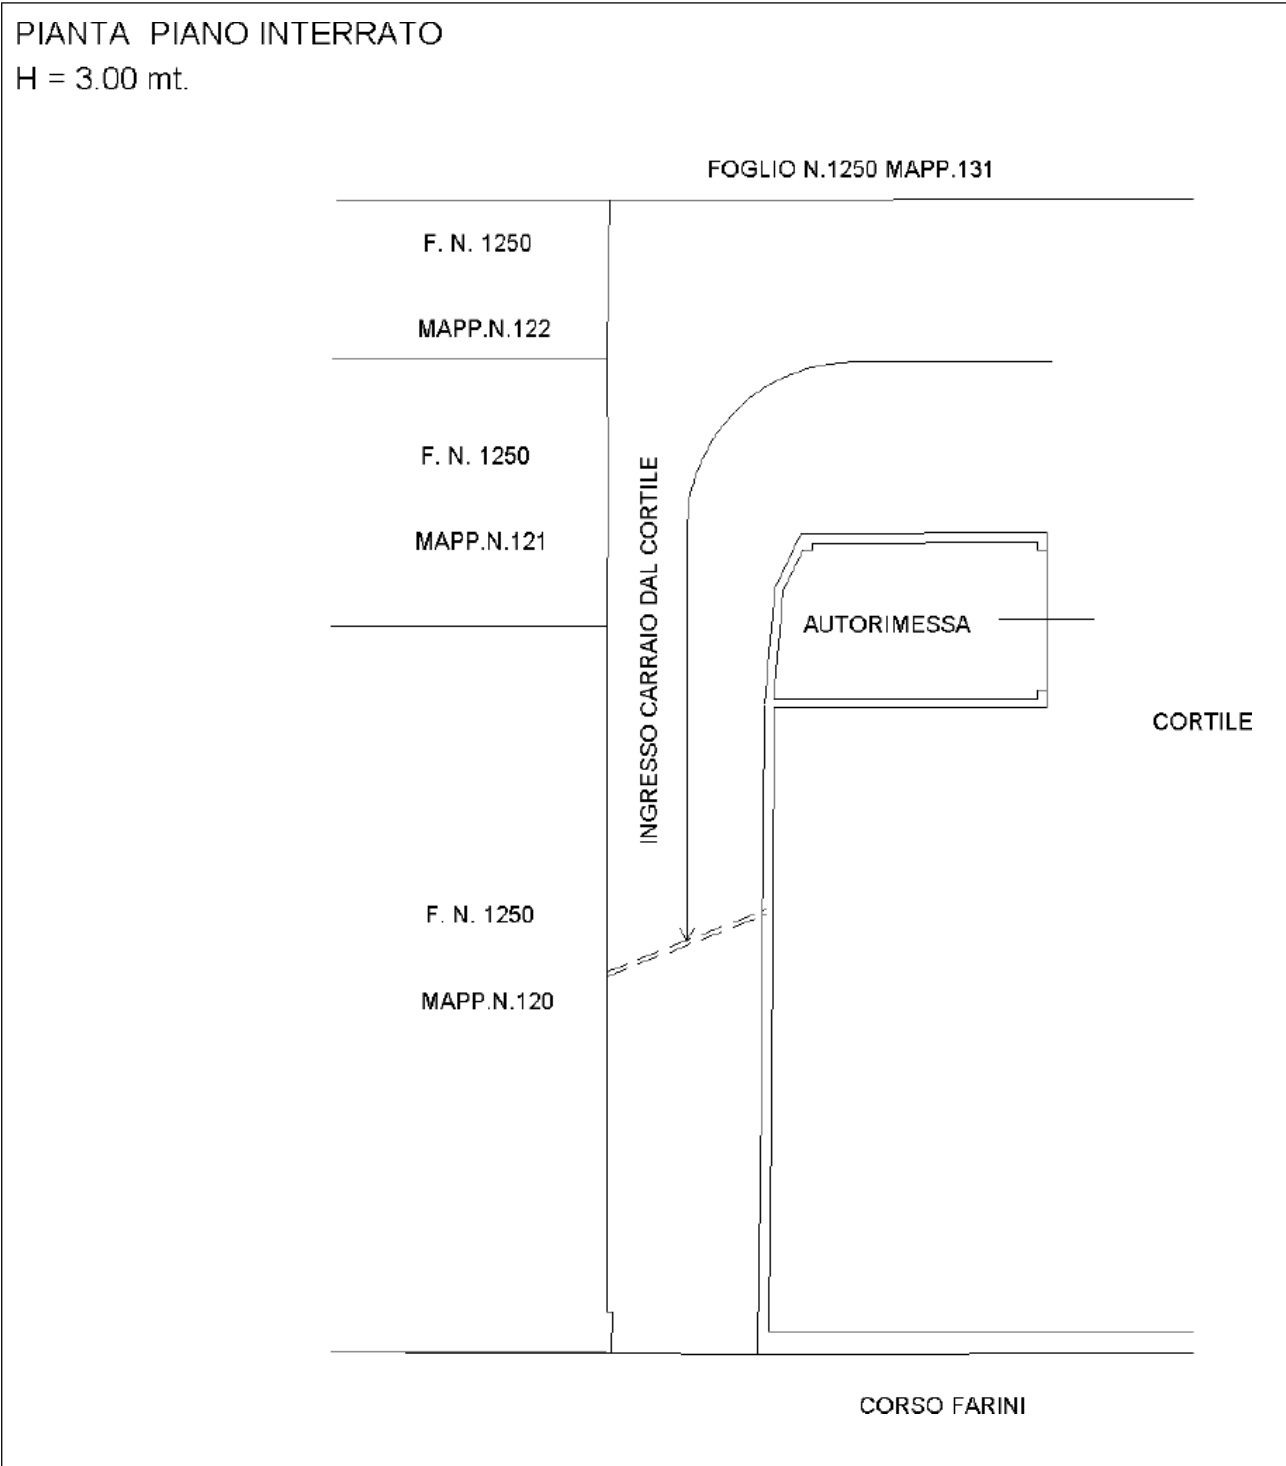 PIANTA PIANO INTERRATO
H = 3.00 mt.
FOGLIO N.1250 MAPP.131
F. N. 1250
MAPP.N.122
F. N. 1250
MAPP.N.121
INGRESSO CARRAIO DAL CORTILE
AUTORIMESSA
CORTILE
F. N. 1250
MAPP.N.120
CORSO FARINI